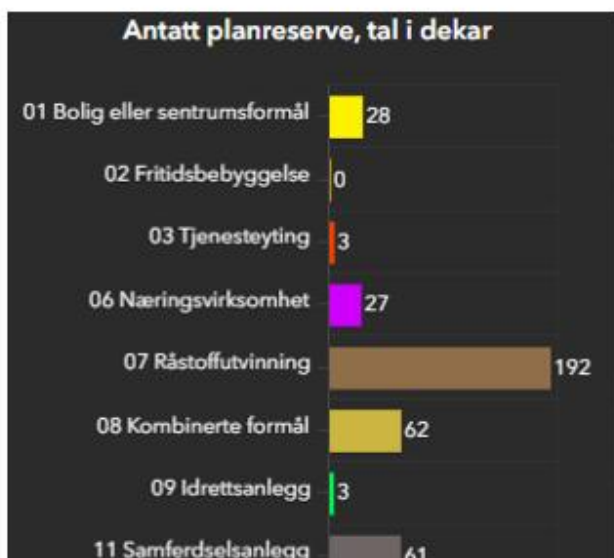 Antatt planreserve, tal i dekar
01 Bolig eller sentrumsformål 28
02 Fritidsbebyggelse 0
03 Tjenesteyting 3
06 Næringsvirksomhet 27
07 Råstoffutvinning 192
08 Kombinerte formål 62
09 Idrettsanlegg 3
11 Samferdselsanlegg 61